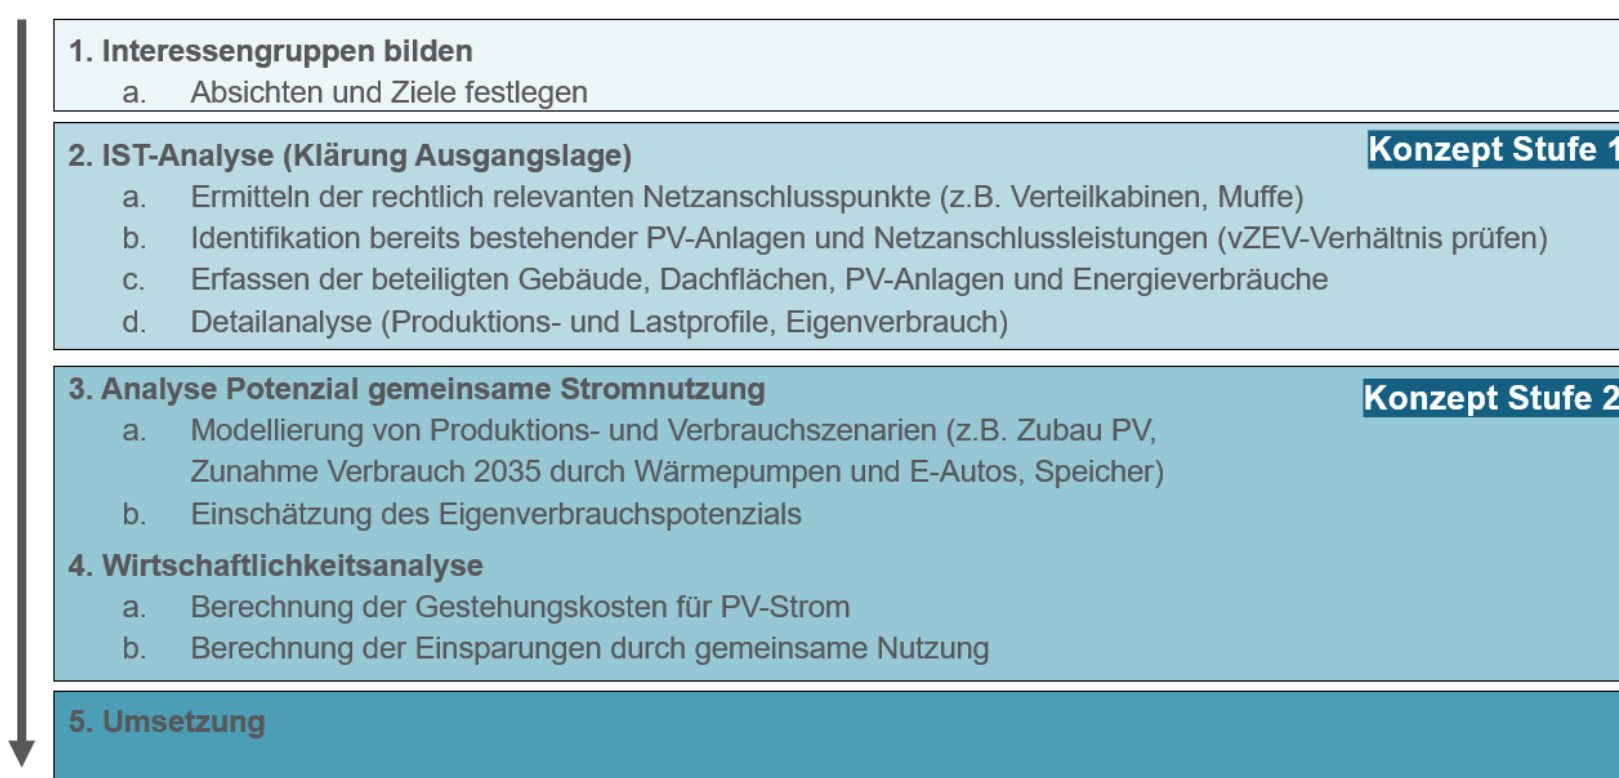 1. Interessengruppen bilden
a. Absichten und Ziele festlegen
2. IST-Analyse (Klärung Ausgangslage)
Konzept Stufe 1
a. Ermitteln der rechtlich relevanten Netzanschlusspunkte (z.B. Verteilkabinen, Muffe)
b. Identifikation bereits bestehender PV-Anlagen und Netzanschlussleistungen (vZEV-Verhältnis prüfen)
c. Erfassen der beteiligten Gebäude, Dachflächen, PV-Anlagen und Energieverbräuche
d. Detailanalyse (Produktions- und Lastprofile, Eigenverbrauch)
3. Analyse Potenzial gemeinsame Stromnutzung
Konzept Stufe 2
a. Modellierung von Produktions- und Verbrauchszenarien (z.B. Zubau PV,
Zunahme Verbrauch 2035 durch Wärmepumpen und E-Autos, Speicher)
b. Einschätzung des Eigenverbrauchspotenzials
4. Wirtschaftlichkeitsanalyse
a. Berechnung der Gestehungskosten für PV-Strom
b. Berechnung der Einsparungen durch gemeinsame Nutzung
5. Umsetzung